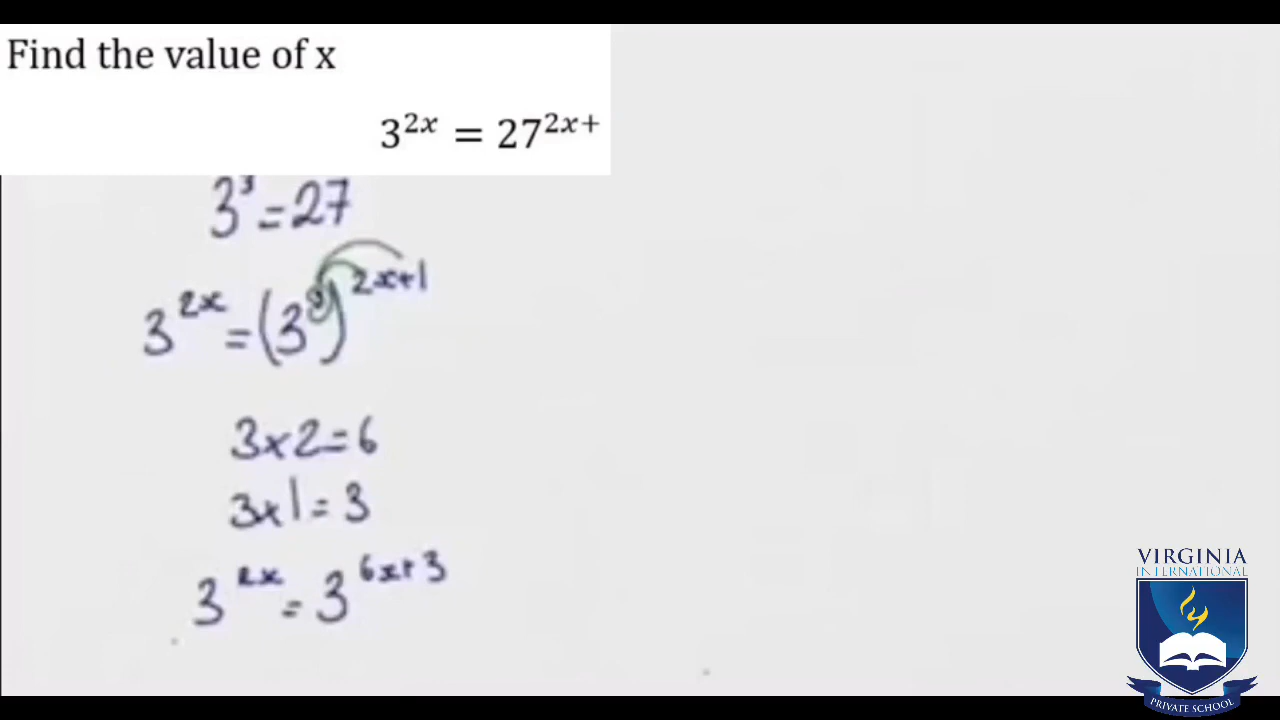 Find the value of x
3^{2x} = 27^{2x+}
3^3 = 27
3^{2x} = (3^3)^{2x+1}
3x2=6
3x1=3
3^{2x} = 3^{6x+3}
VIRGINIA
INTERNATIONAL
PRIVATE SCHOOL